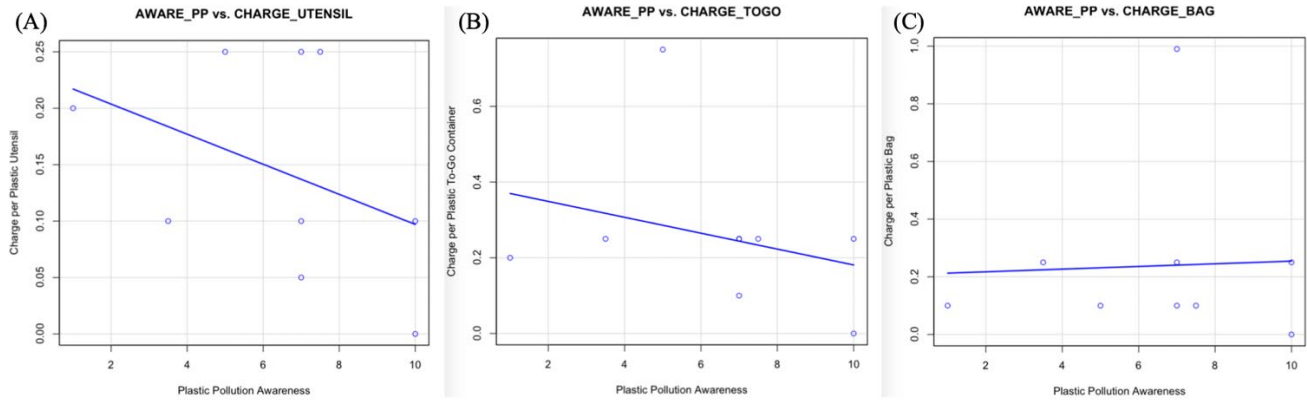 (A)
AWARE_PP vs. CHARGE_UTENSIL
Charge per Plastic Utensil
0.00
0.05
0.10
0.15
0.20
0.25
2
4
6
8
10
Plastic Pollution Awareness
(B)
AWARE_PP vs. CHARGE_TOGO
Charge per Plastic To-Go Container
0.0
0.2
0.4
0.6
2
4
6
8
10
Plastic Pollution Awareness
(C)
AWARE_PP vs. CHARGE_BAG
Charge per Plastic Bag
0.0
0.2
0.4
0.6
0.8
1.0
2
4
6
8
10
Plastic Pollution Awareness